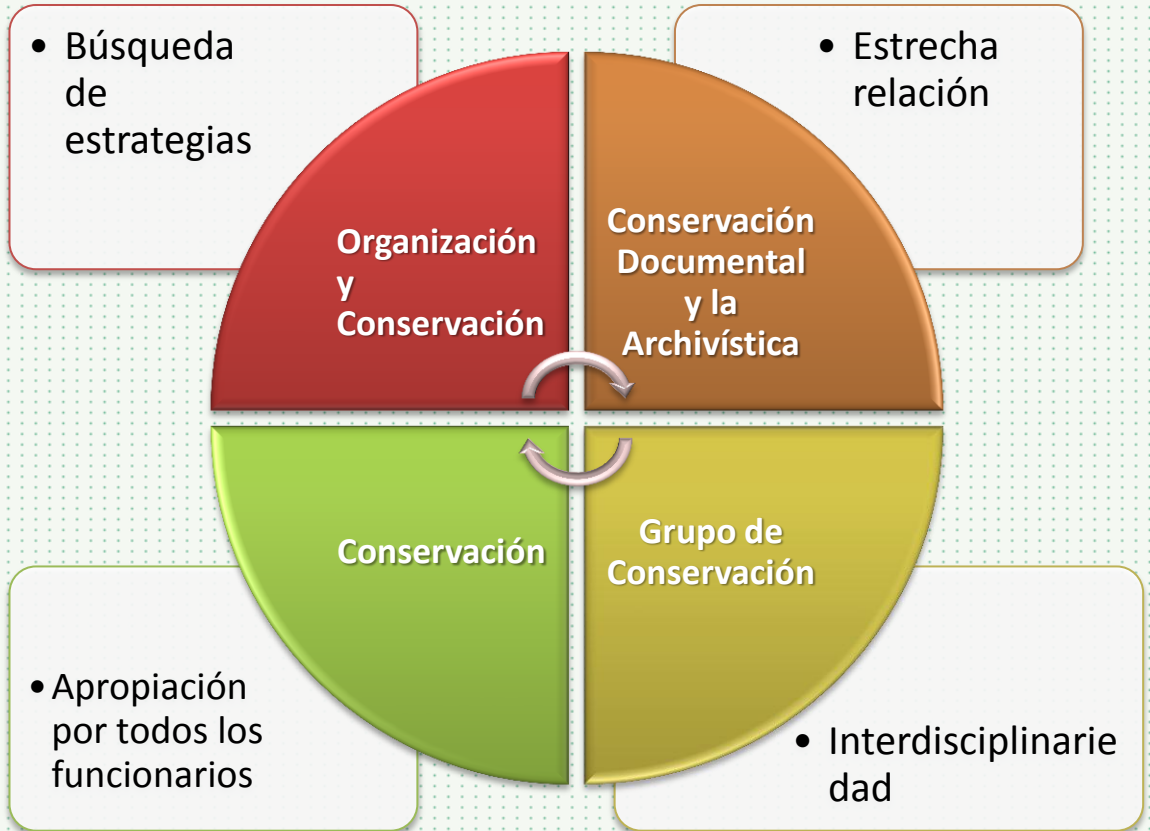 • Búsqueda
de
estrategias
• Estrecha
relación
Organización
y
Conservación
Conservación
Documental
y la
Archivística
Conservación
Grupo de
Conservación
• Apropiación
por todos los
funcionarios
• Interdisciplinarie
dad